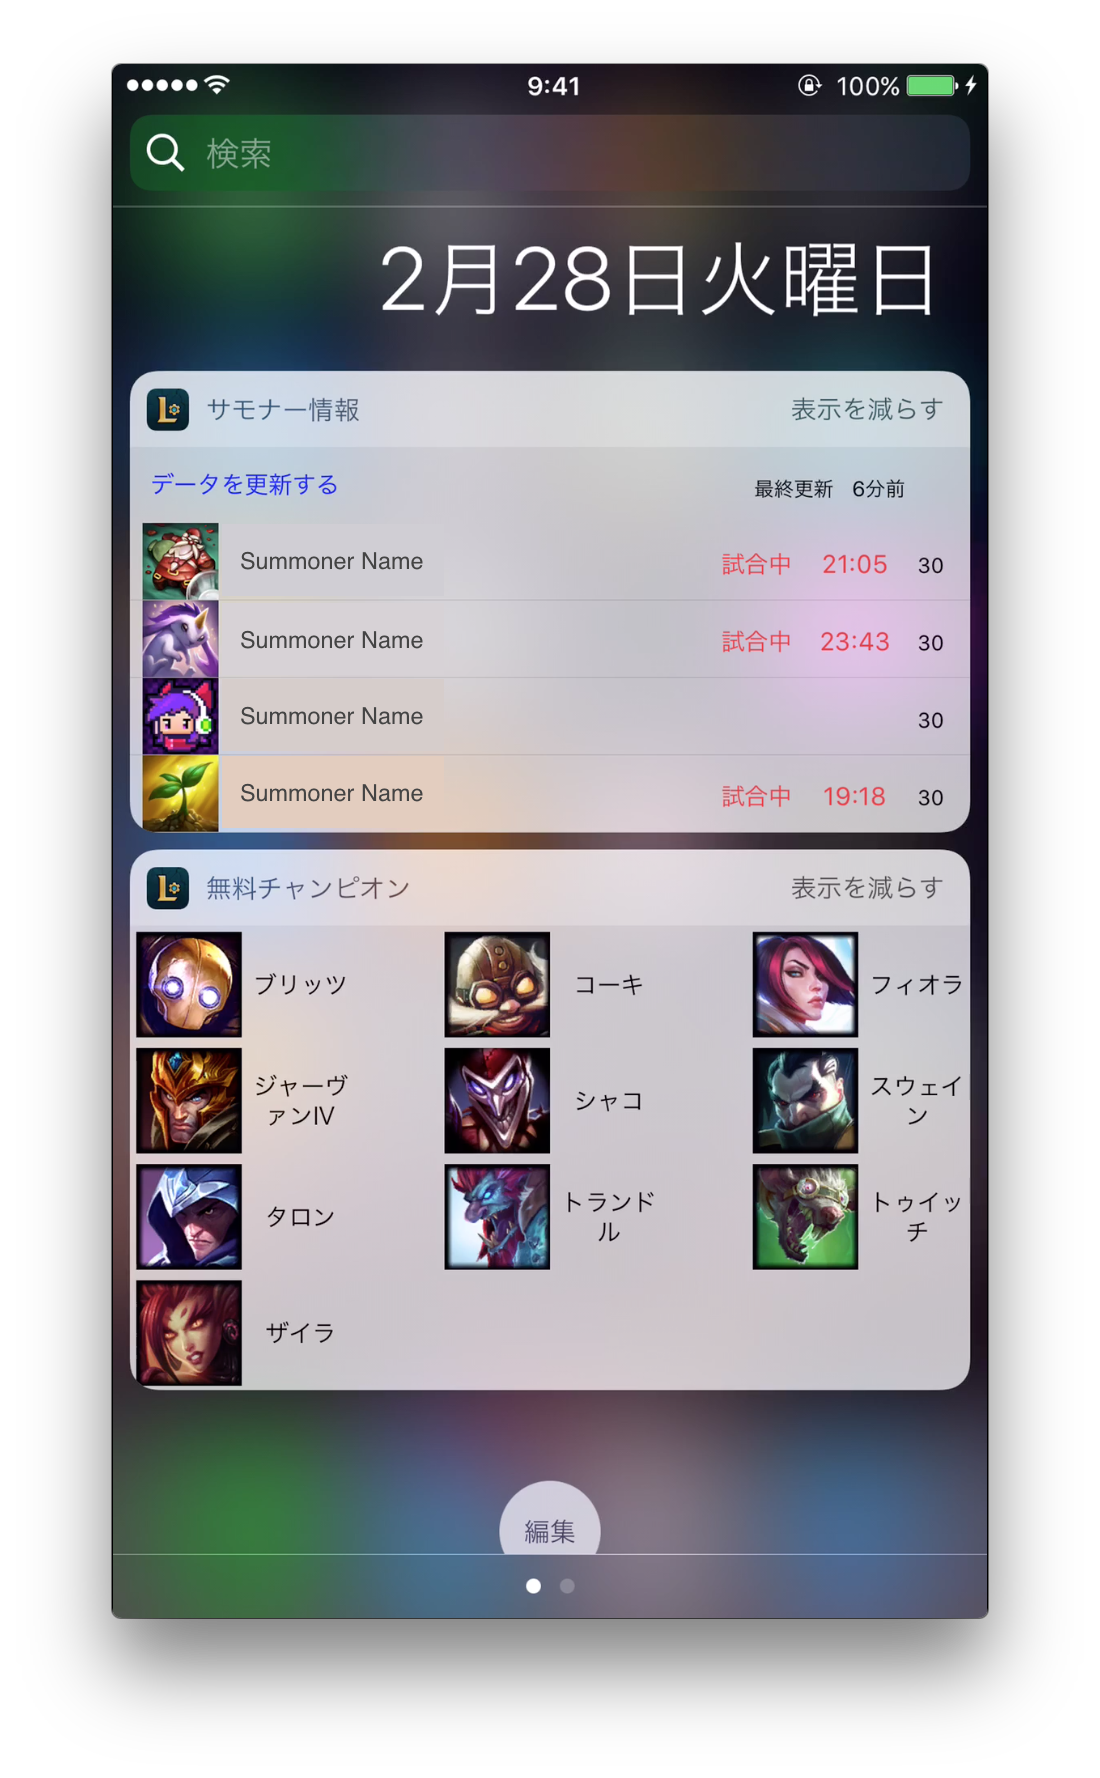 9:41
100%
検索
2月28日火曜日
サモナー情報 表示を減らす
データを更新する 最終更新 6分前
Summoner Name 試合中 21:05 30
Summoner Name 試合中 23:43 30
Summoner Name 30
Summoner Name 試合中 19:18 30
無料チャンピオン 表示を減らす
ブリッツ
コーキ
フィオラ
ジャーヴ
ァンIV
シャコ
スウェイ
ン
タロン
トランド
ル
トゥイッ
チ
ザイラ
編集